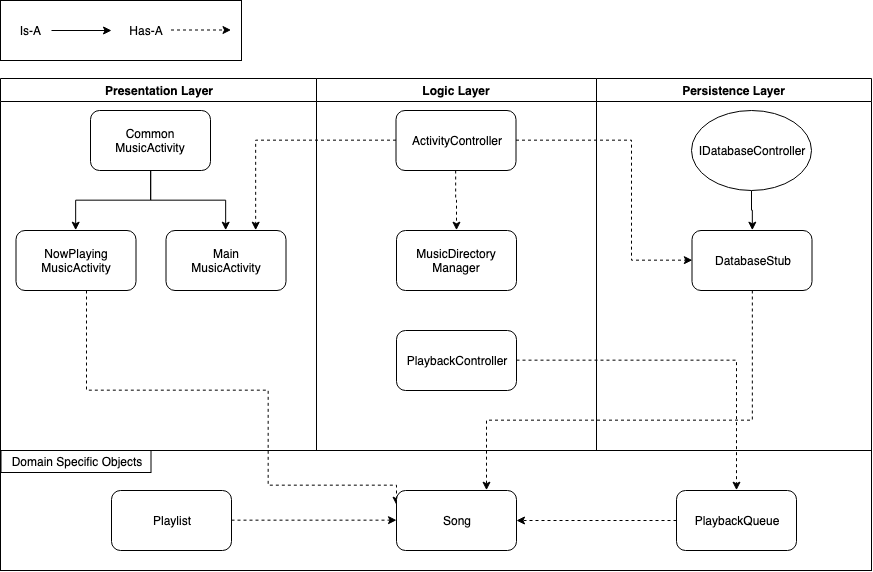 Is-A
Has-A
Presentation Layer
Logic Layer
Persistence Layer
Common
MusicActivity
ActivityController
IDatabaseController
NowPlaying
MusicActivity
Main
MusicActivity
MusicDirectory
Manager
DatabaseStub
PlaybackController
Domain Specific Objects
Playlist
Song
PlaybackQueue